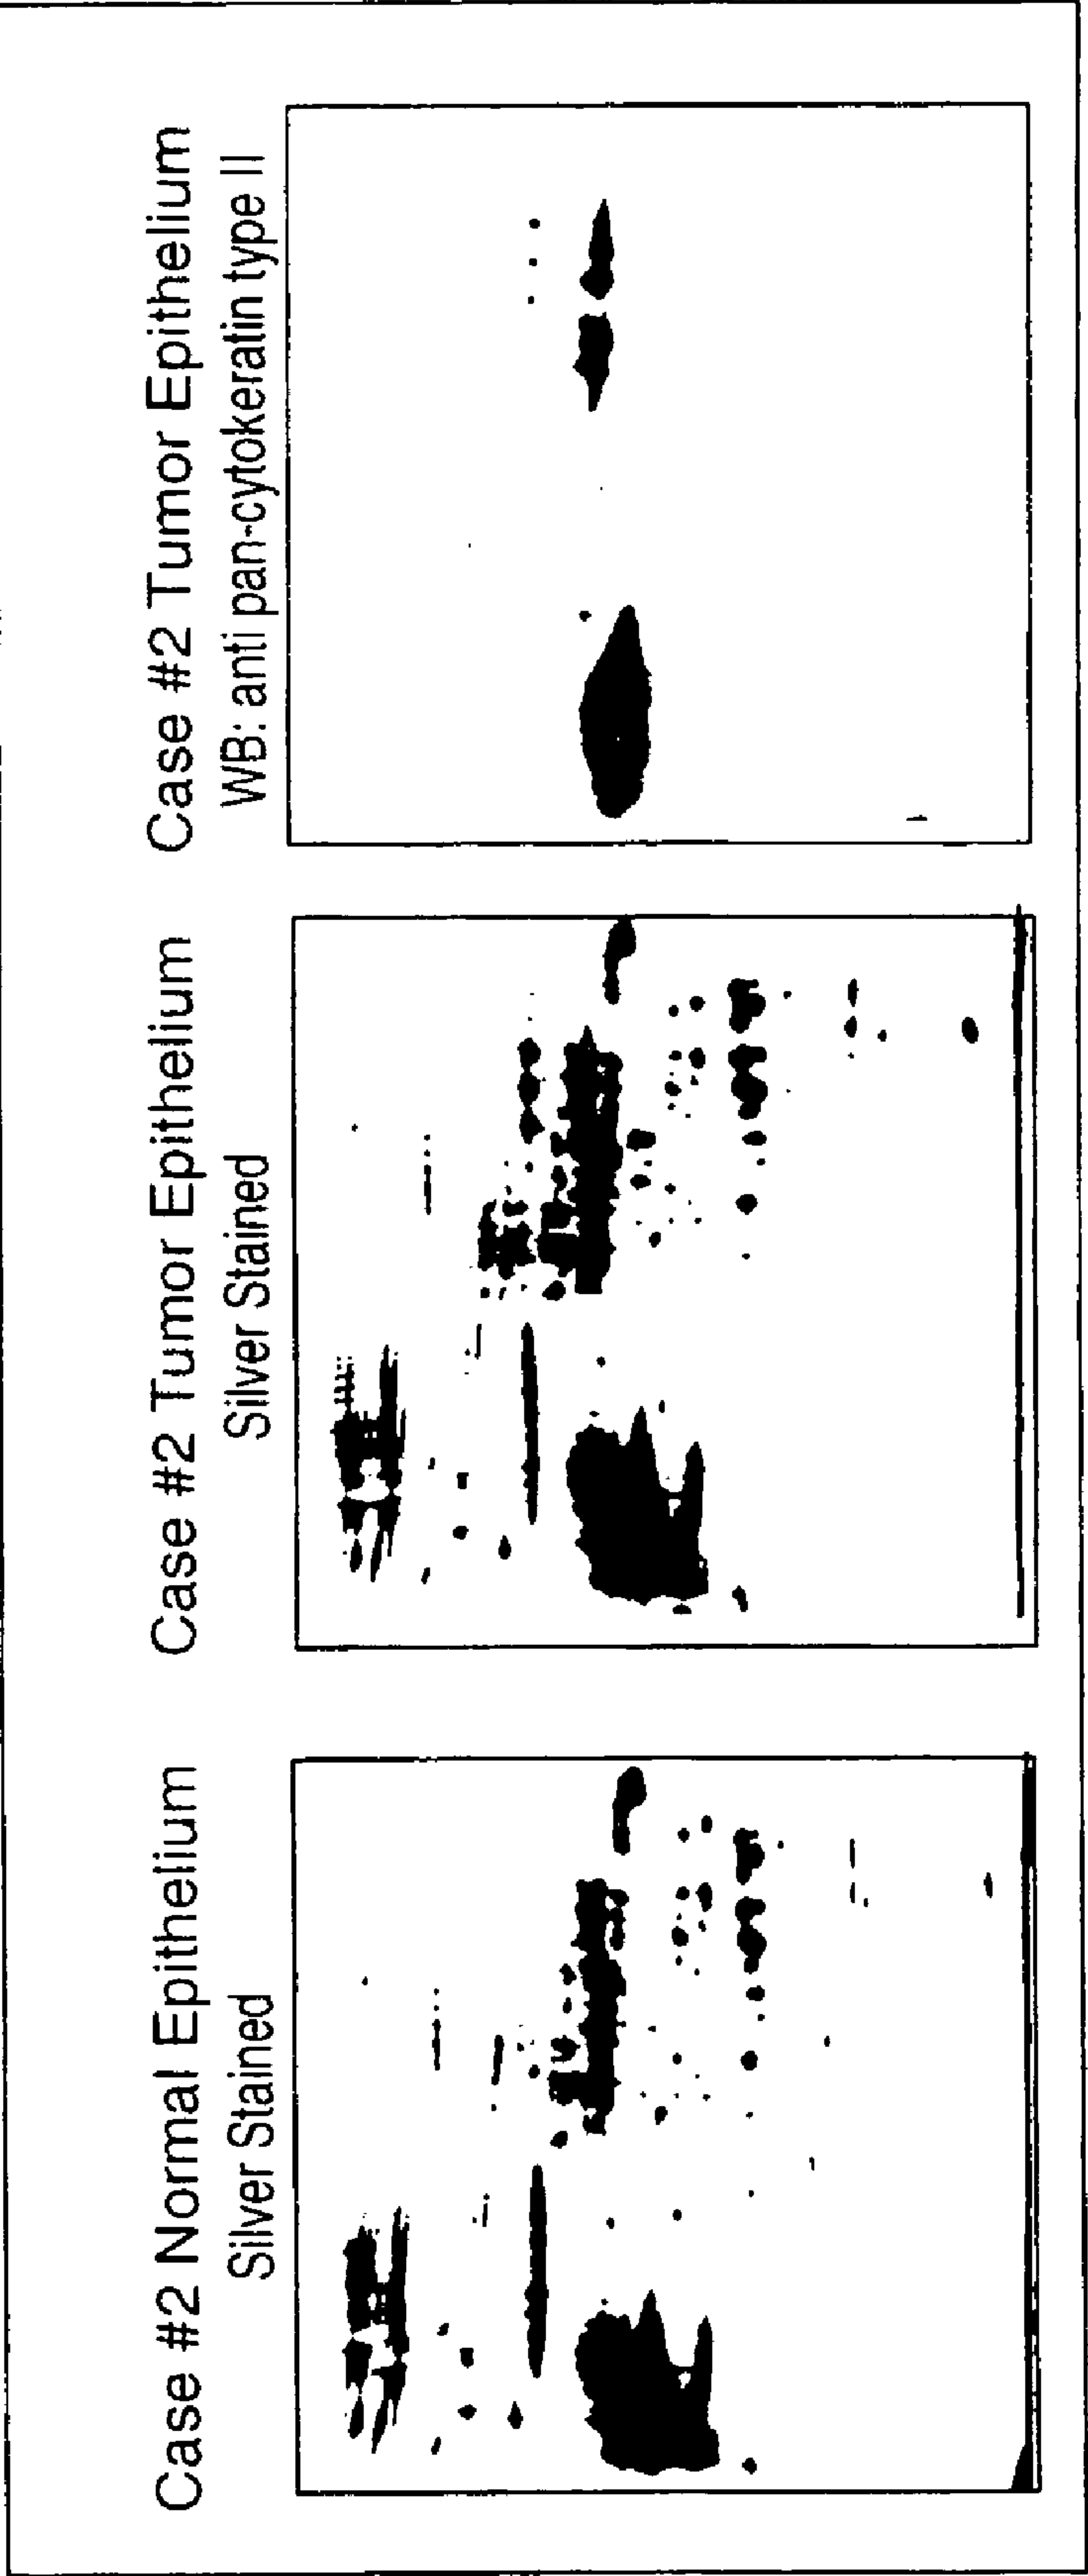 Case #2 Normal Epithelium
Silver Stained
Case #2 Tumor Epithelium
Silver Stained
Case #2 Tumor Epithelium
WB: anti pan-cytokeratin type II